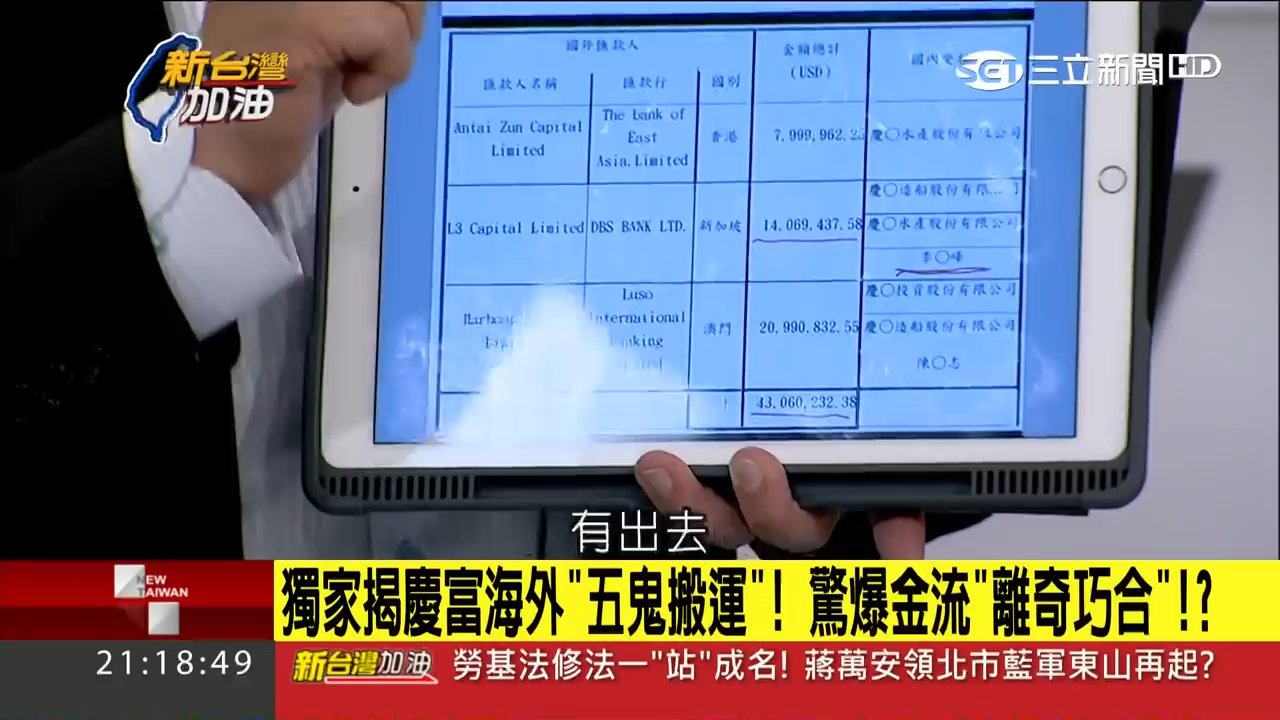 新台灣
加油
SET三立新聞HD
國外匯款人
匯款人名稱
匯款行
國別
金額總計
(USD)
國內受
Antai Zun Capital
Limited
The bank of
East
Asia.Limited
香港
7,999,962.2
慶〇水產股份有 公司
L3 Capital Limited
DBS BANK LTD.
新加坡
14,069,437.58
慶〇造船股份有限
慶〇水產股份有限公司
李〇峰
Luso
International
Banking
澳門
20,990,832.55
慶〇投資股份有限公司
慶〇造船股份有限公司
陳〇志
43,060,232.38
有出去
NEW
TAIWAN
獨家揭慶富海外"五鬼搬運"! 驚爆金流"離奇巧合"!?
21:18:49
新台灣加油
勞基法修法一"站"成名! 蔣萬安領北市藍軍東山再起?